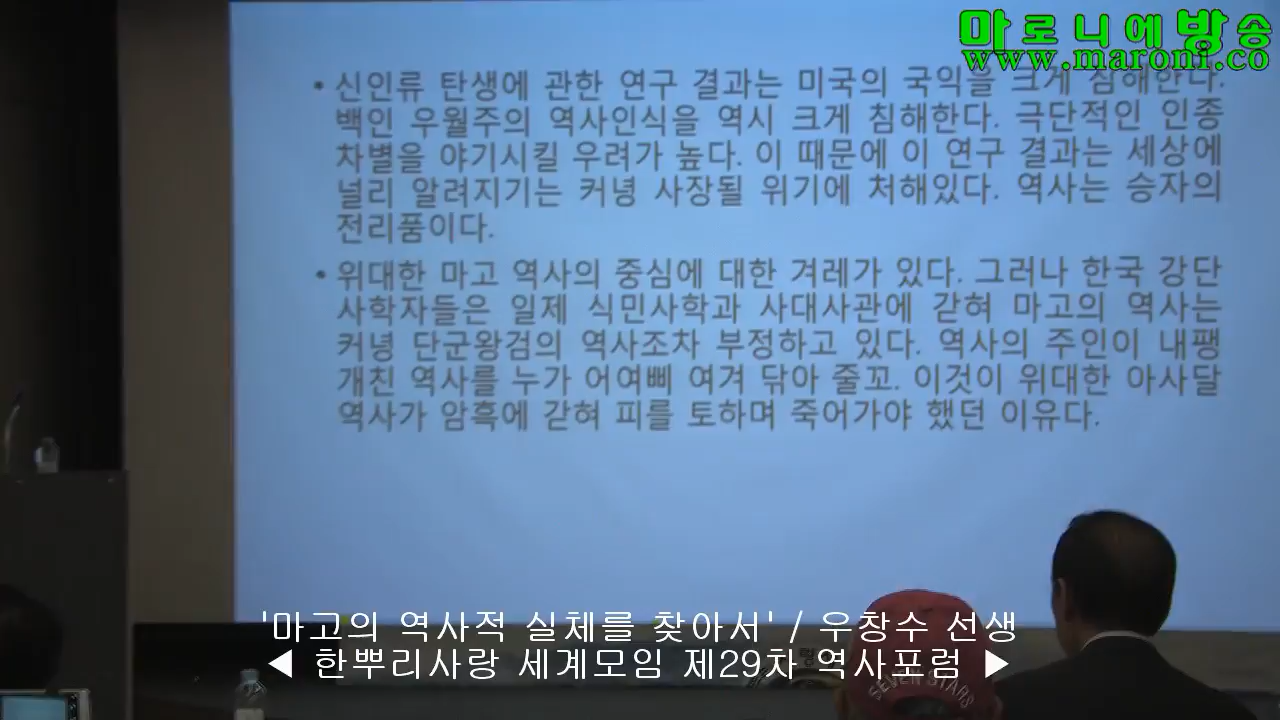 마로니에방송
www.maroni.co
• 신인류 탄생에 관한 연구 결과는 미국의 국익을 크게 침해한다.
백인 우월주의 역사인식을 역시 크게 침해한다. 극단적인 인종
차별을 야기시킬 우려가 높다. 이 때문에 이 연구 결과는 세상에
널리 알려지기는 커녕 사장될 위기에 처해있다. 역사는 승자의
전리품이다.
• 위대한 마고 역사의 중심에 대한 겨레가 있다. 그러나 한국 강단
사학자들은 일제 식민사학과 사대사관에 갇혀 마고의 역사는
커녕 단군왕검의 역사조차 부정하고 있다. 역사의 주인이 내팽
개친 역사를 누가 어여삐 여겨 닦아 줄꼬. 이것이 위대한 아사달
역사가 암흑에 갇혀 피를 토하며 죽어가야 했던 이유다.
'마고의 역사적 실체를 찾아서' / 우창수 선생
◀ 한뿌리사랑 세계모임 제29차 역사포럼 ▶
SEVEN STARS